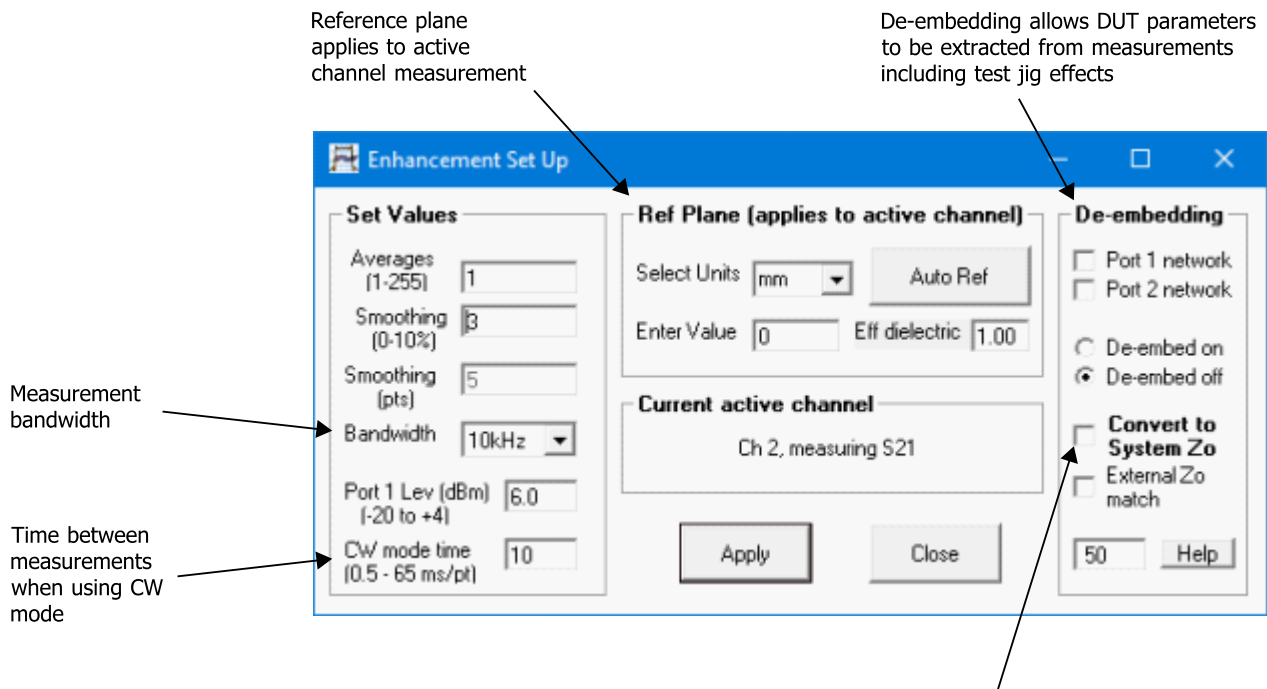 Reference plane
applies to active
channel measurement
De-embedding allows DUT parameters
to be extracted from measurements
including test jig effects
Enhancement Set Up
Set Values
Averages
(1-255)
1
Smoothing
(0-10%)
3
Smoothing
(pts)
5
Bandwidth
10kHz
Port 1 Lev (dBm)
(-20 to +4)
6.0
CW mode time
(0.5 - 65 ms/pt)
10
Ref Plane (applies to active channel)
Select Units
mm
Auto Ref
Enter Value
0
Eff dielectric
1.00
Current active channel
Ch 2, measuring S21
Apply
Close
De-embedding
Port 1 network
Port 2 network
De-embed on
De-embed off
Convert to
System Zo
External Zo
match
50
Help
Measurement
bandwidth
Time between
measurements
when using CW
mode